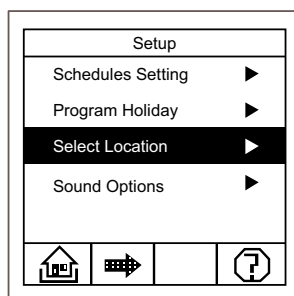 Setup
Schedules Setting
Program Holiday
Select Location
Sound Options
?